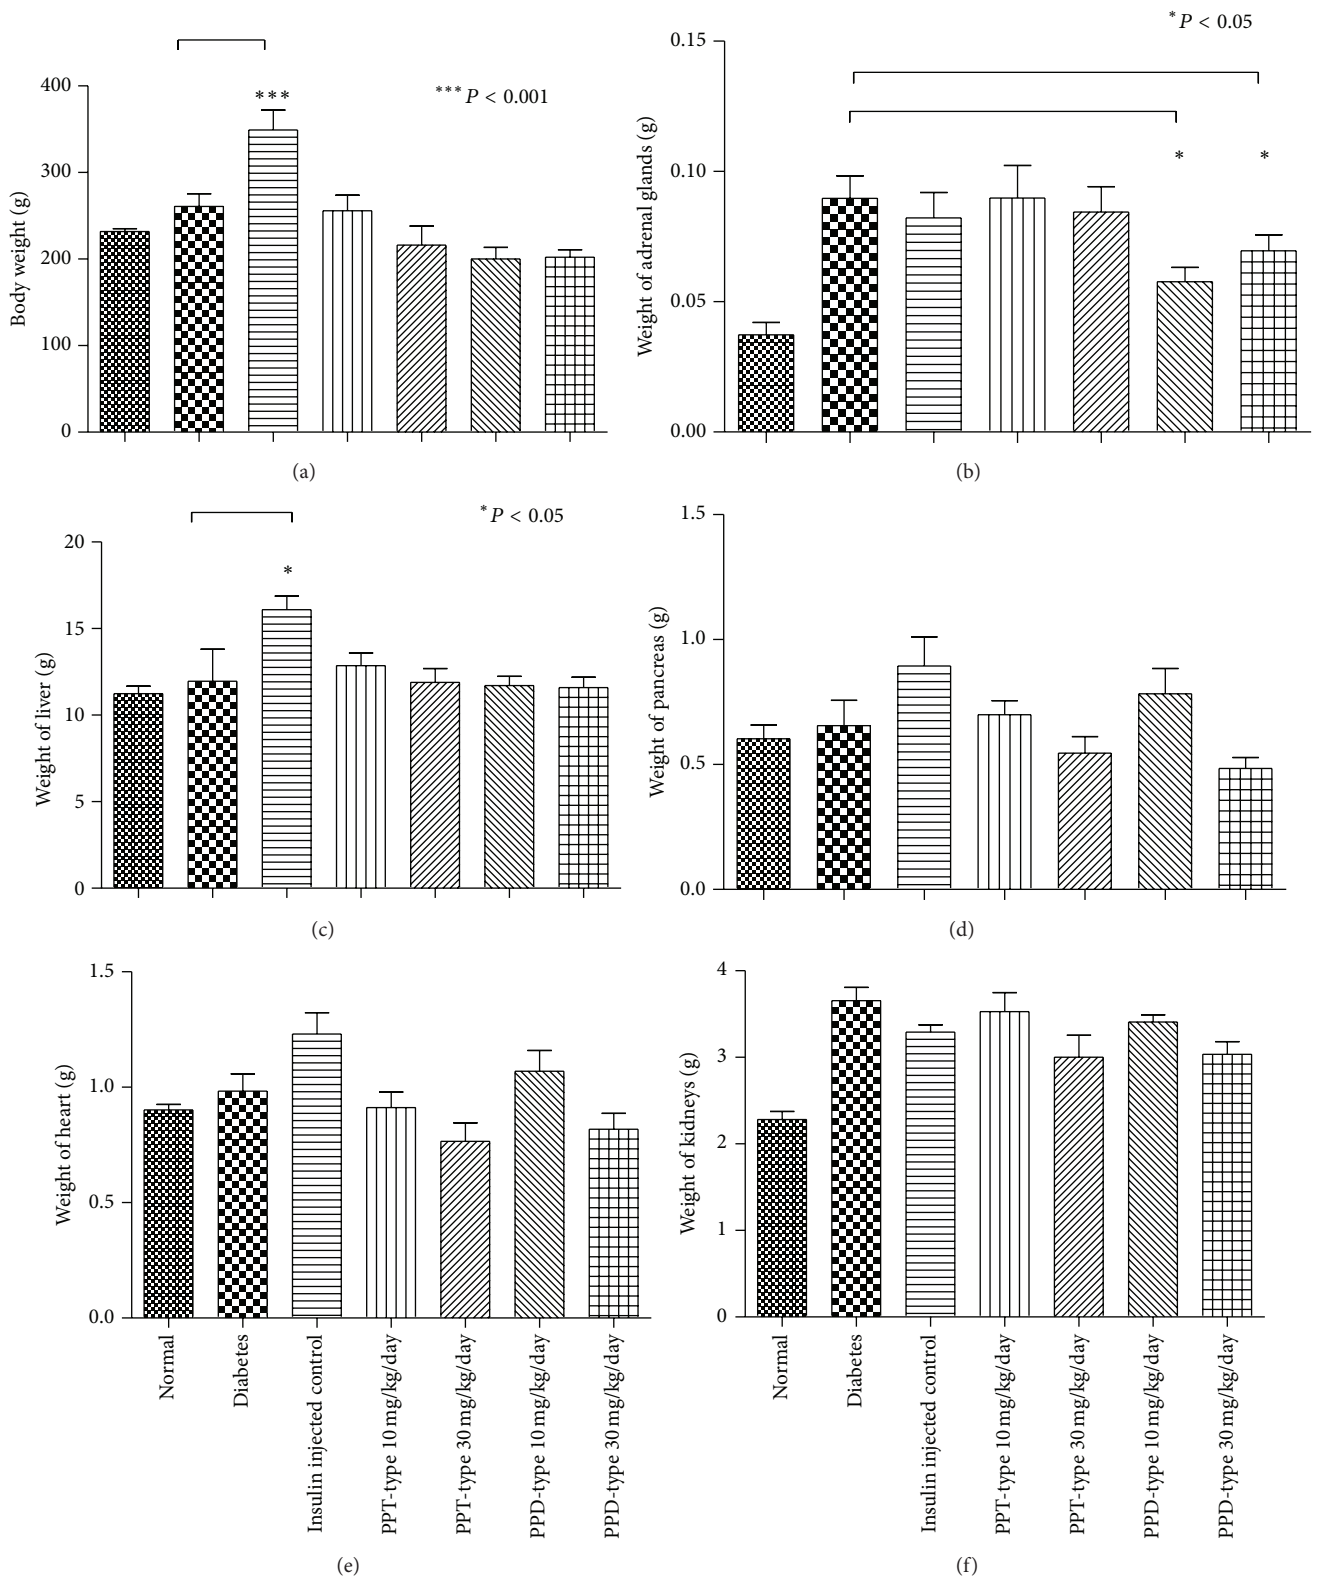 Body weight (g)
400
300
200
100
0
***
*** P < 0.001
(a)
Weight of adrenal glands (g)
0.15
0.10
0.05
0.00
* P < 0.05
*
*
(b)
Weight of liver (g)
20
15
10
5
0
*
* P < 0.05
(c)
Weight of pancreas (g)
1.5
1.0
0.5
0.0
(d)
Weight of heart (g)
1.5
1.0
0.5
0.0
Normal
Diabetes
Insulin injected control
PPT-type 10 mg/kg/day
PPT-type 30 mg/kg/day
PPD-type 10 mg/kg/day
PPD-type 30 mg/kg/day
(e)
Weight of kidneys (g)
4
3
2
1
0
Normal
Diabetes
Insulin injected control
PPT-type 10 mg/kg/day
PPT-type 30 mg/kg/day
PPD-type 10 mg/kg/day
PPD-type 30 mg/kg/day
(f)